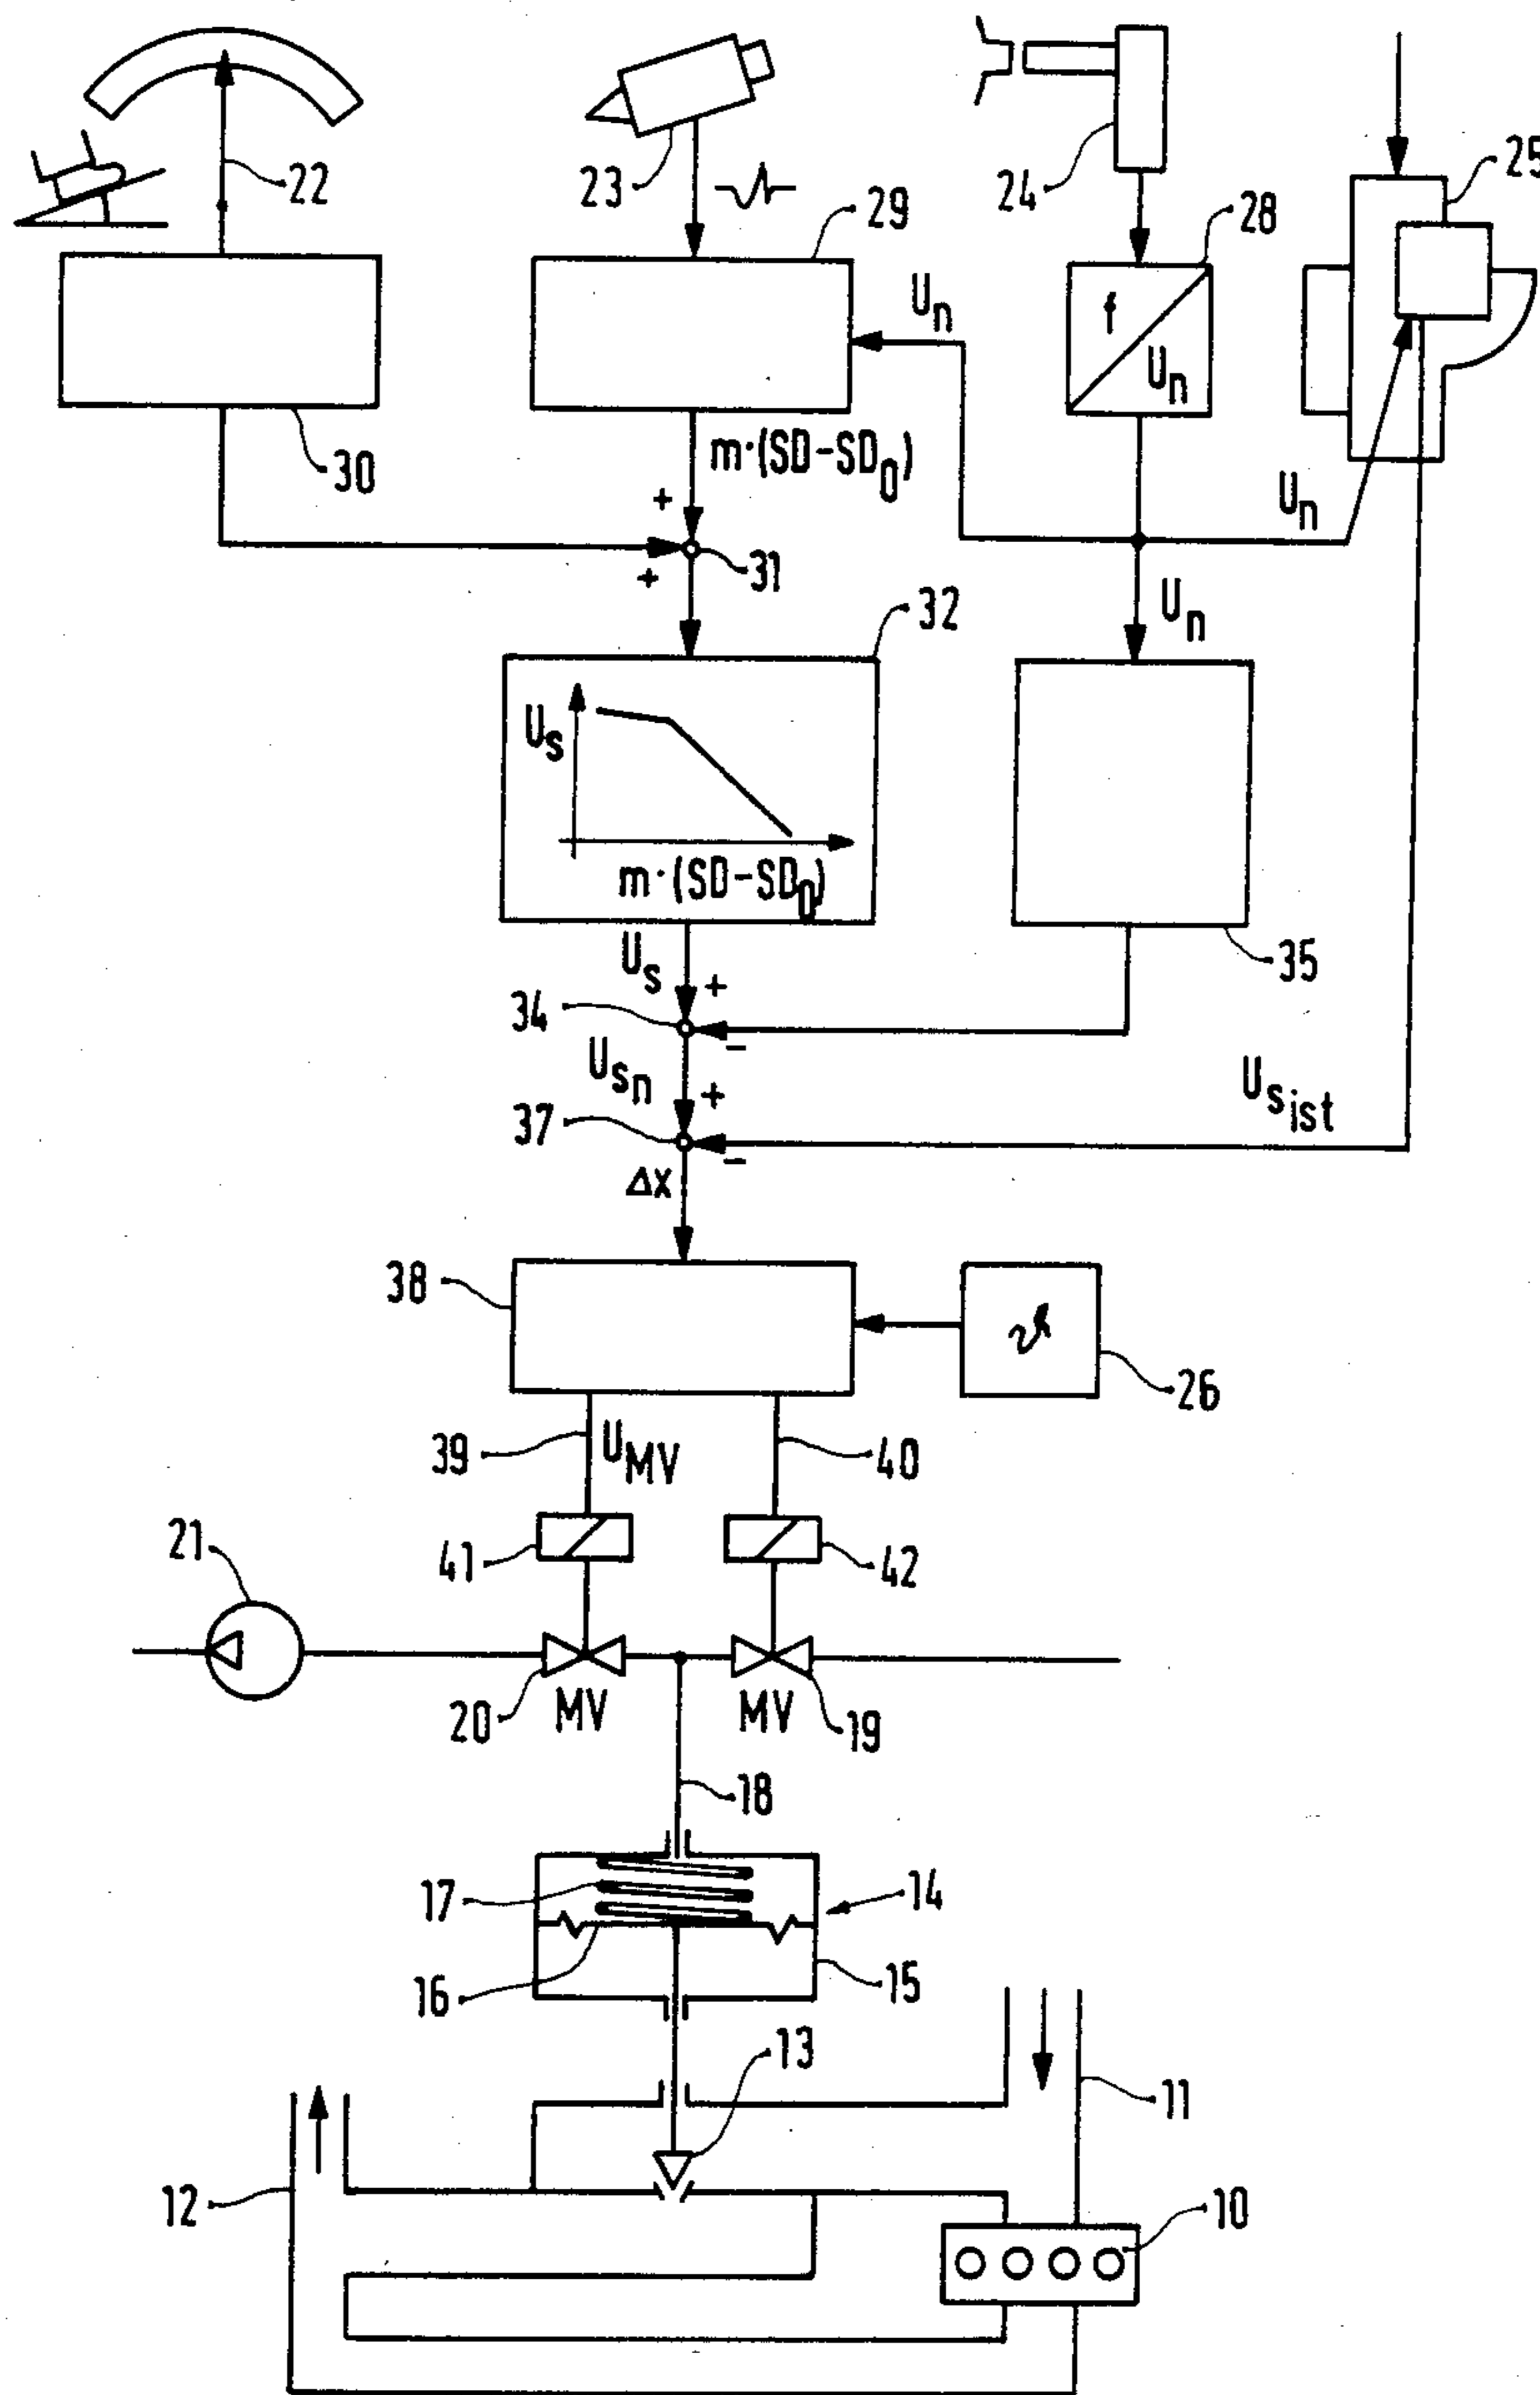 22
23
24
25
29
28
U_n
f
U_n
30
m·(SD-SD_0)
U_n
+
+
31
U_n
32
U_s
m·(SD-SD_0)
35
U_s
+
34
-
U_sn
+
U_s_ist
37
-
Δx
38
ϑ
26
39
U_MV
40
21
41
42
20
MV
MV
19
18
17
14
16
15
13
11
12
10